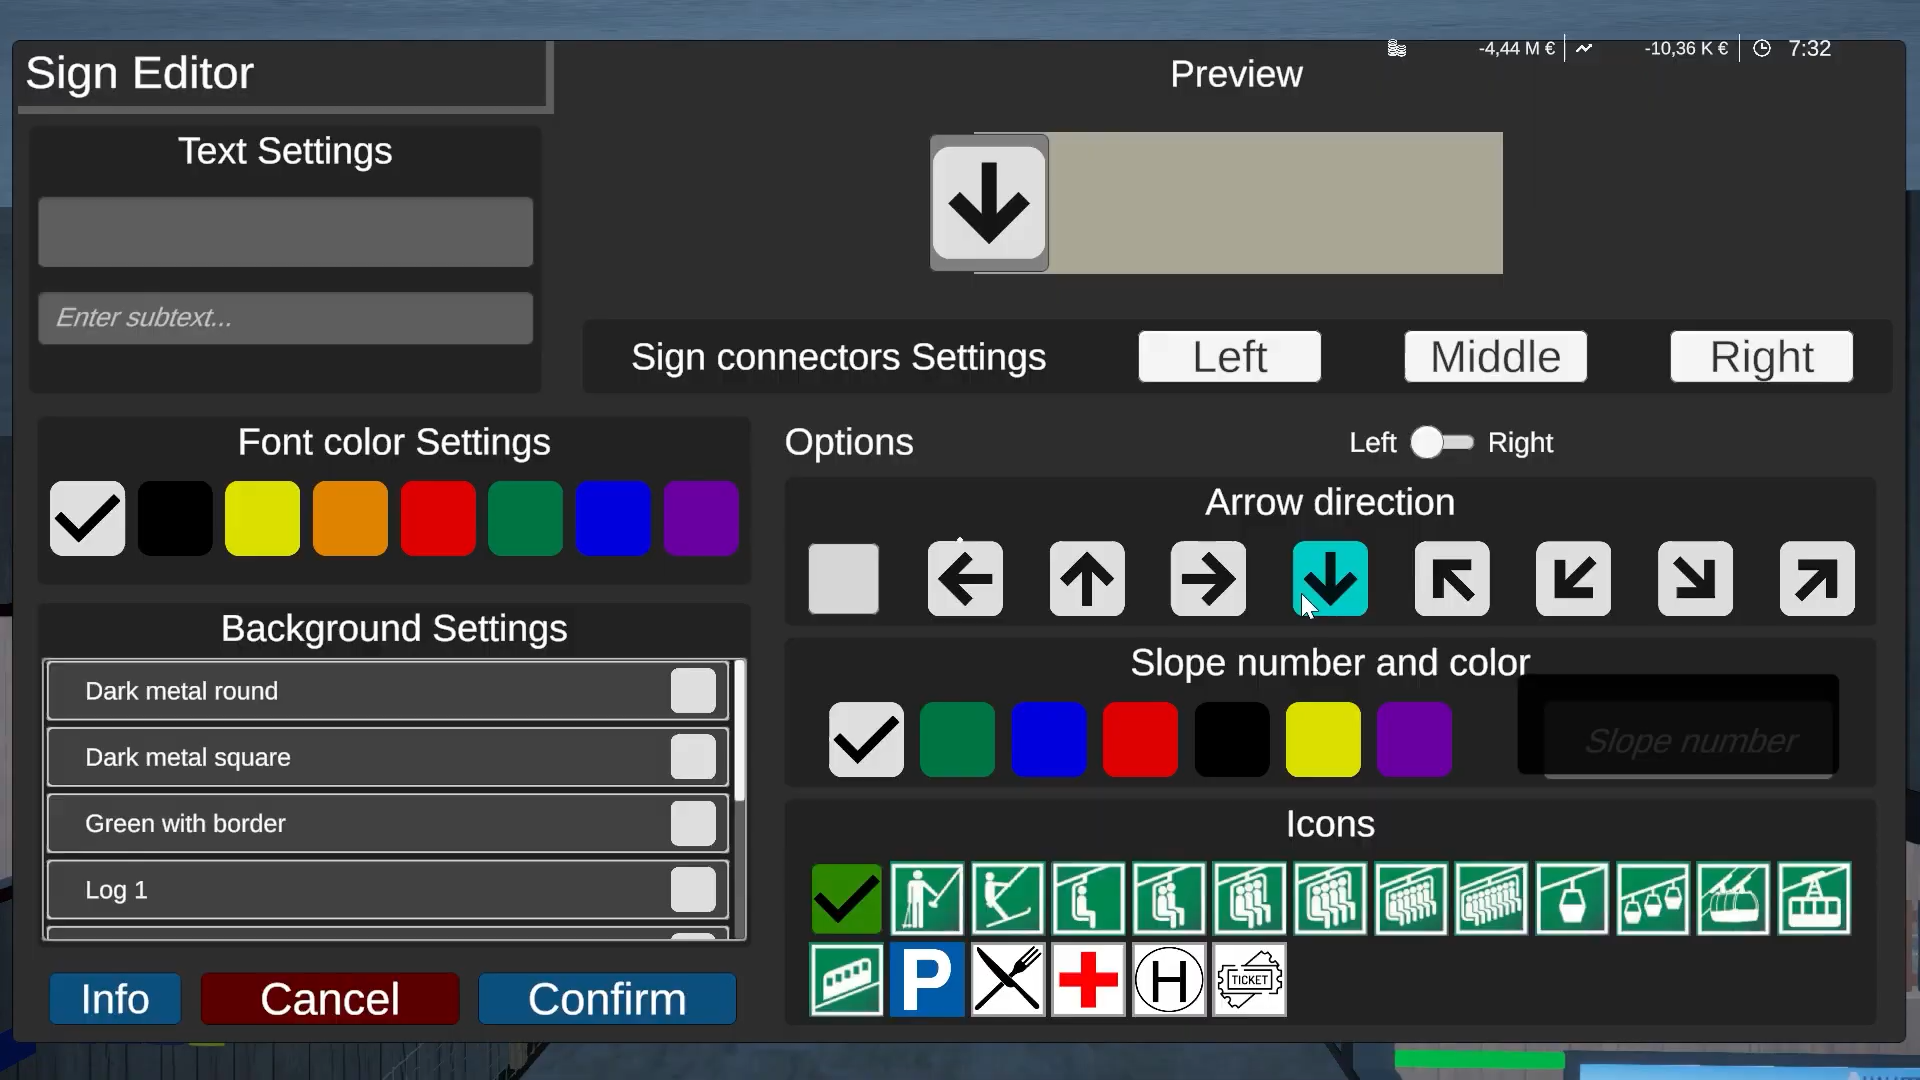 -4,44 M € -10,36 K € 7:32
Sign Editor
Preview
Text Settings
Enter subtext...
Sign connectors Settings Left Middle Right
Font color Settings
Options Left Right
Arrow direction
Background Settings
Slope number and color
Dark metal round
Dark metal square
Slope number
Green with border
Icons
Log 1
P H TICKET
Info Cancel Confirm